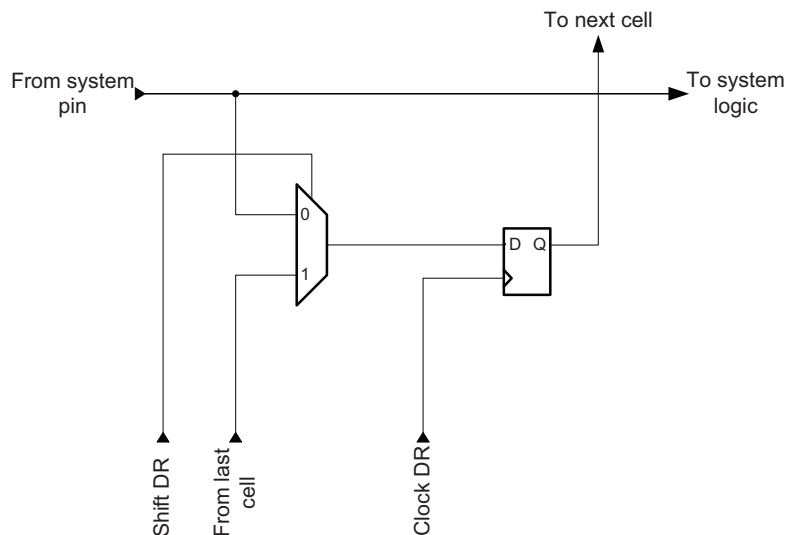 To next cell
From system
pin
To system
logic
0
1
D Q
Shift DR
From last
cell
Clock DR